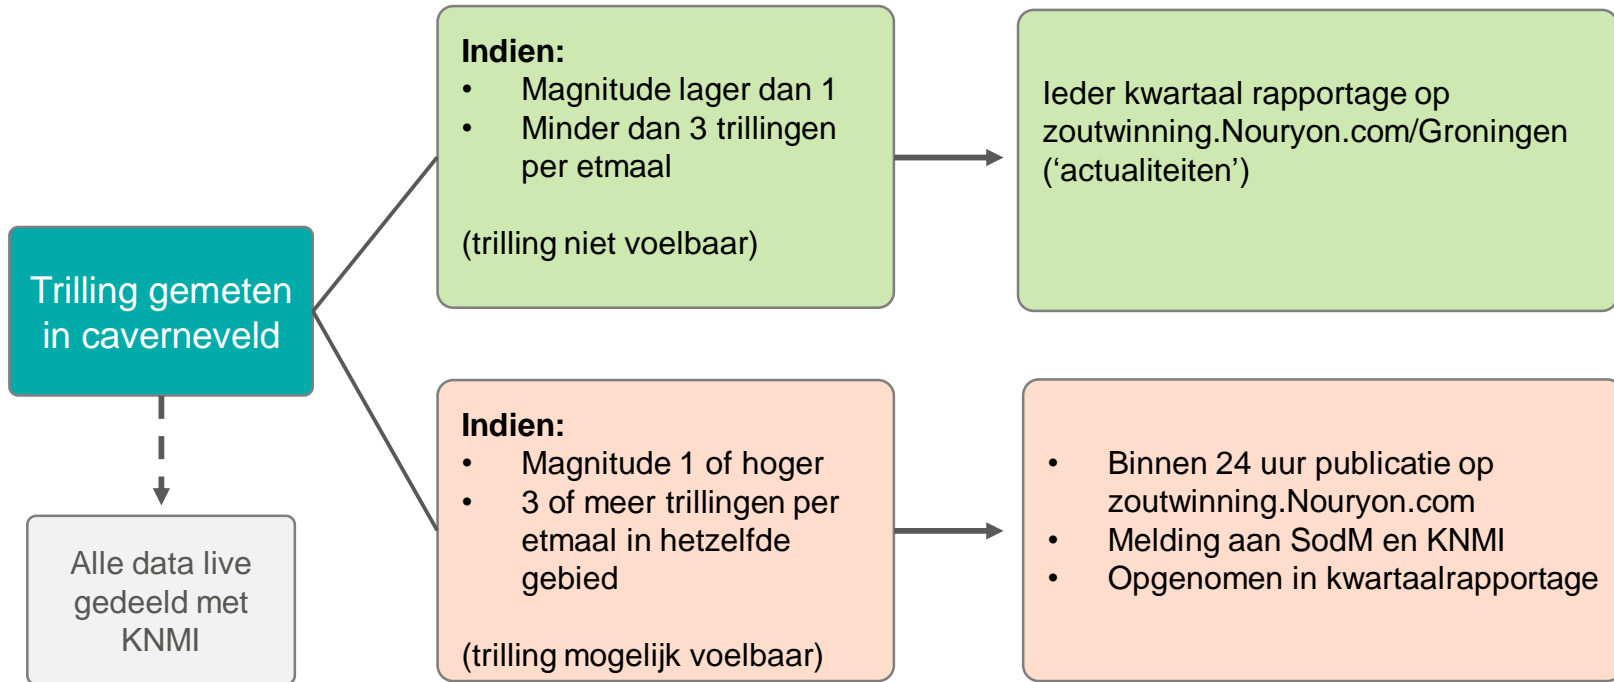 Trilling gemeten
in caverneveld
Alle data live
gedeeld met
KNMI
Indien:
• Magnitude lager dan 1
• Minder dan 3 trillingen
per etmaal
(trilling niet voelbaar)
Ieder kwartaal rapportage op
zoutwinning.Nouryon.com/Groningen
(‘actualiteiten’)
Indien:
• Magnitude 1 of hoger
• 3 of meer trillingen per
etmaal in hetzelfde
gebied
(trilling mogelijk voelbaar)
• Binnen 24 uur publicatie op
zoutwinning.Nouryon.com
• Melding aan SodM en KNMI
• Opgenomen in kwartaalrapportage